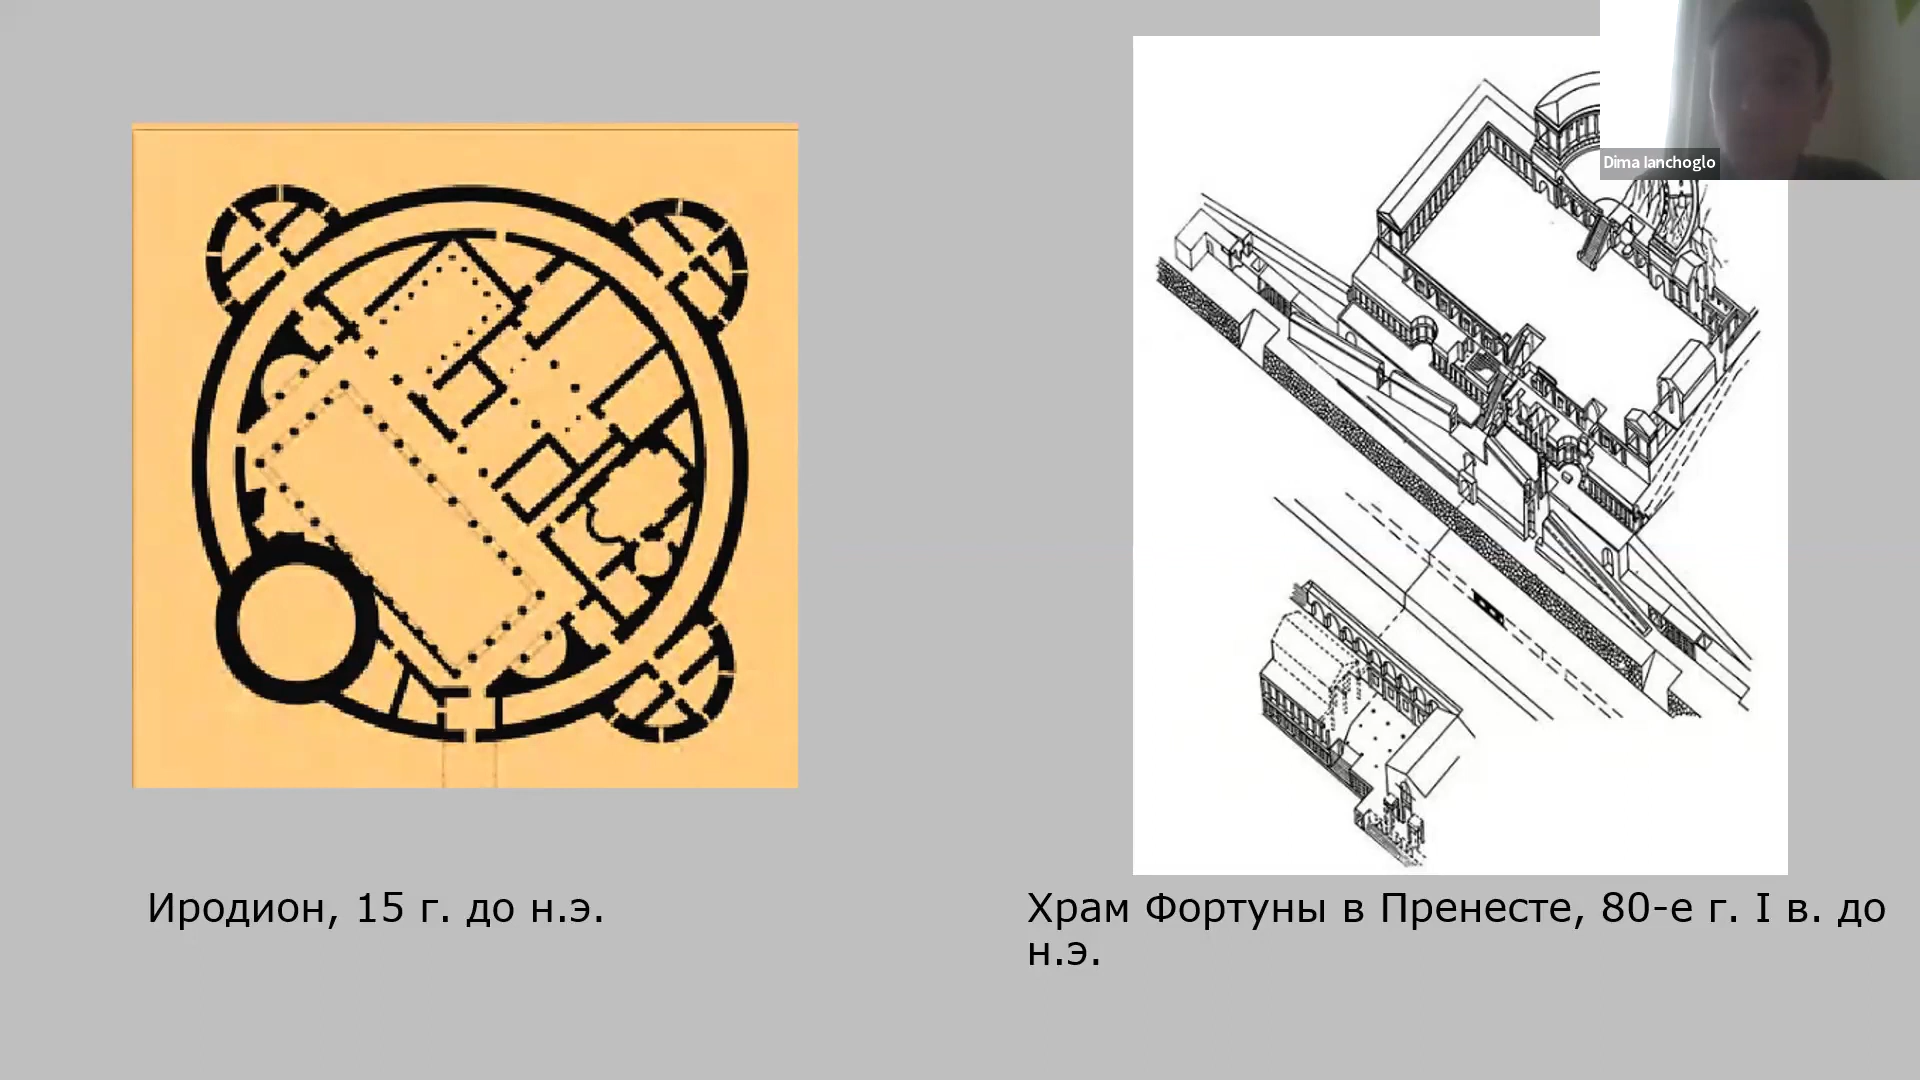 Dima Ianchoglo
Иродион, 15 г. до н.э.
Храм Фортуны в Пренесте, 80-е г. I в. до
н.э.